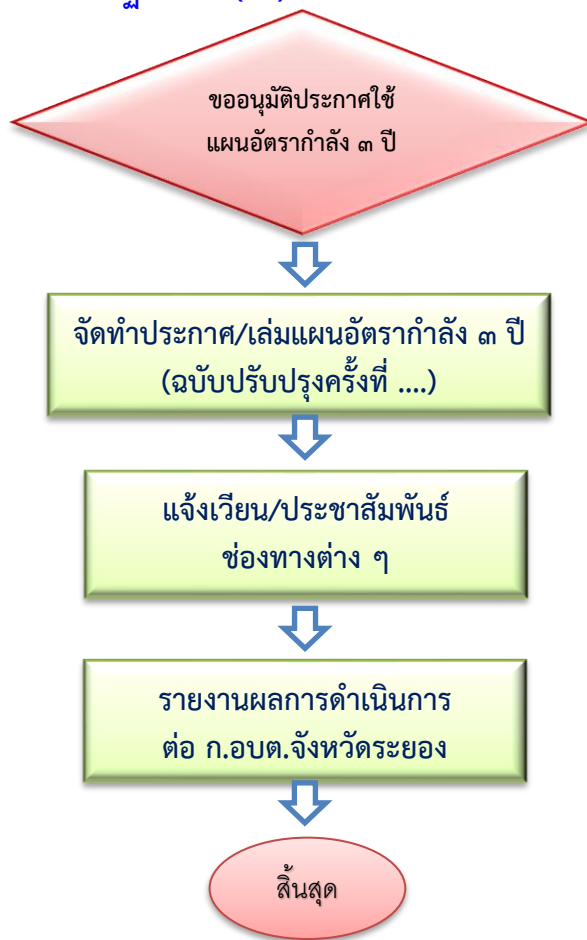 ขออนุมัติประกาศใช้
แผนอัตรากำลัง ๓ ปี
จัดทำประกาศ/เล่มแผนอัตรากำลัง ๓ ปี
(ฉบับปรับปรุงครั้งที่ ....)
แจ้งเวียน/ประชาสัมพันธ์
ช่องทางต่าง ๆ
รายงานผลการดำเนินการ
ต่อ ก.อบต.จังหวัดระยอง
สิ้นสุด